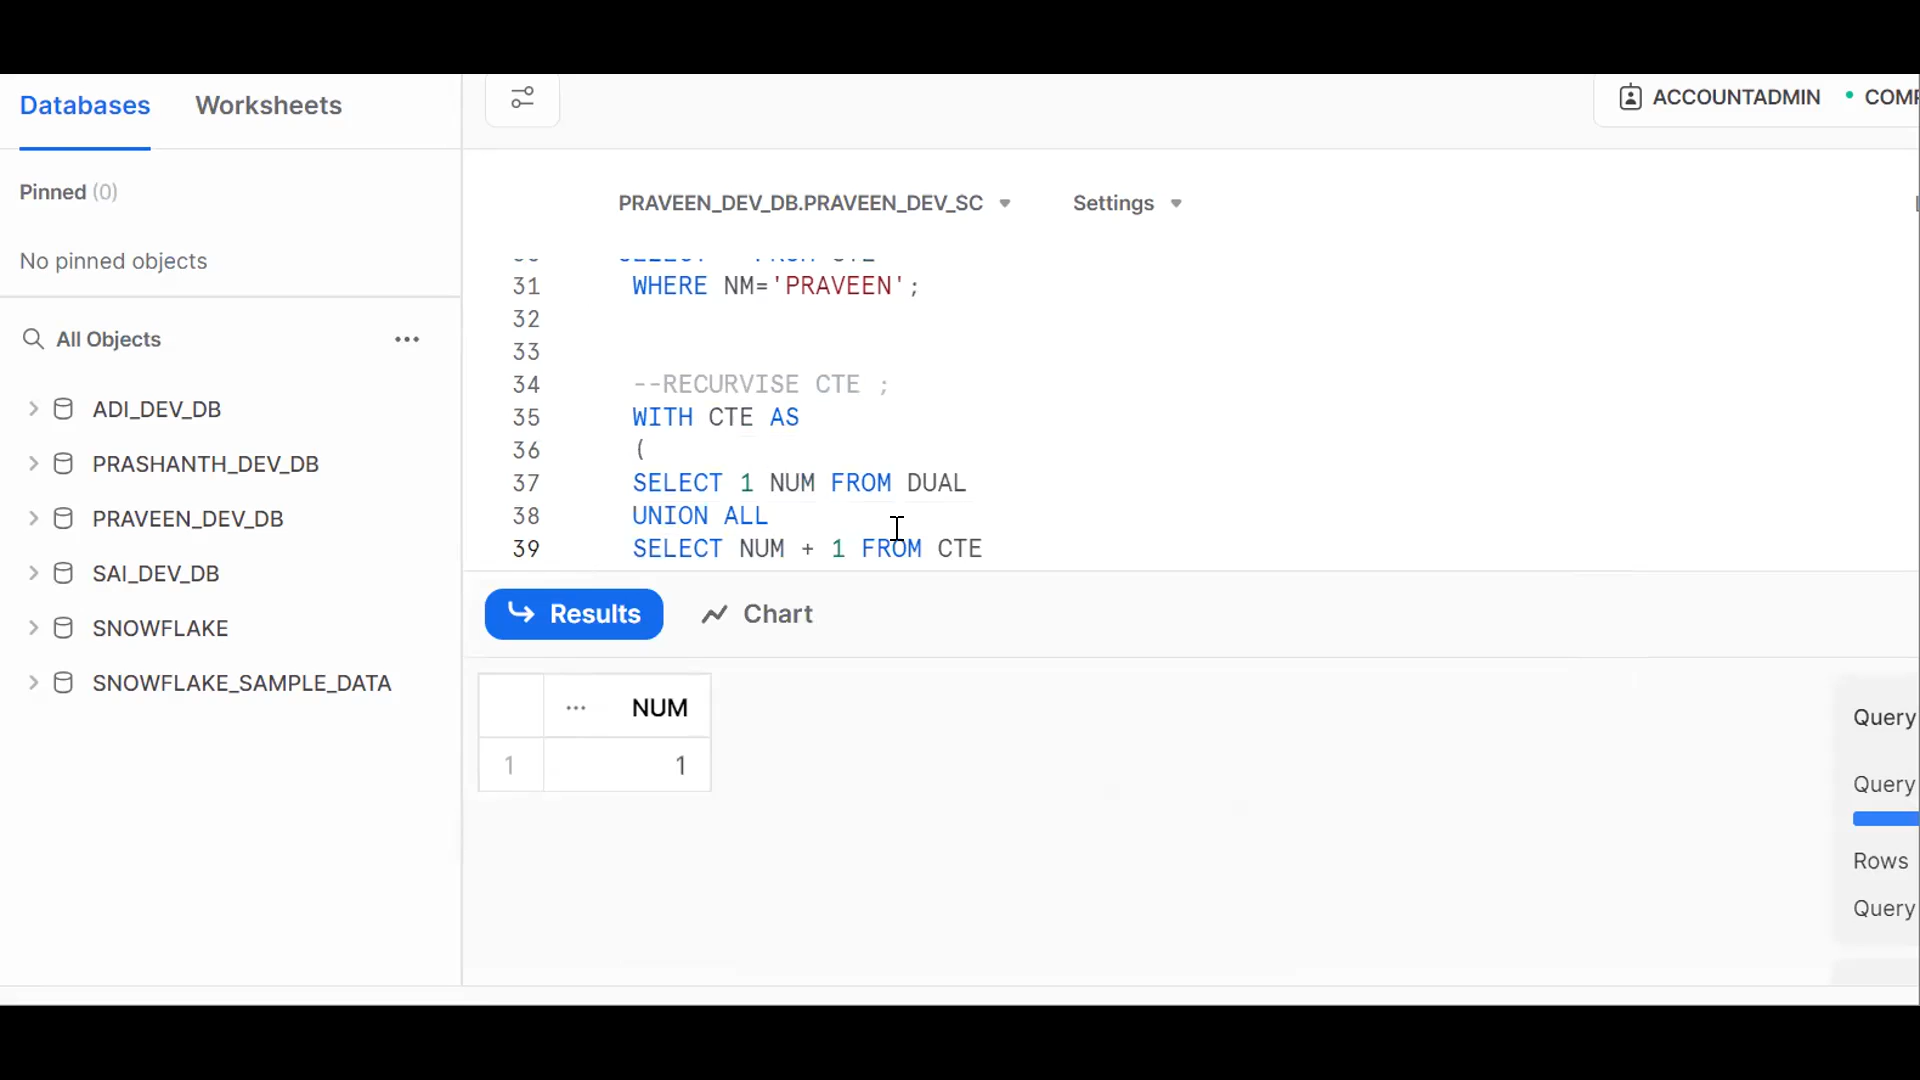 Databases
Worksheets
ACCOUNTADMIN
Pinned (0)
PRAVEEN_DEV_DB.PRAVEEN_DEV_SC
Settings
No pinned objects
31 WHERE NM='PRAVEEN';
32
33
34 --RECURVISE CTE ;
35 WITH CTE AS
36 (
37 SELECT 1 NUM FROM DUAL
38 UNION ALL
39 SELECT NUM + 1 FROM CTE
All Objects
ADI_DEV_DB
PRASHANTH_DEV_DB
PRAVEEN_DEV_DB
SAI_DEV_DB
SNOWFLAKE
SNOWFLAKE_SAMPLE_DATA
Results
Chart
NUM
1 1
Query
Query
Rows
Query